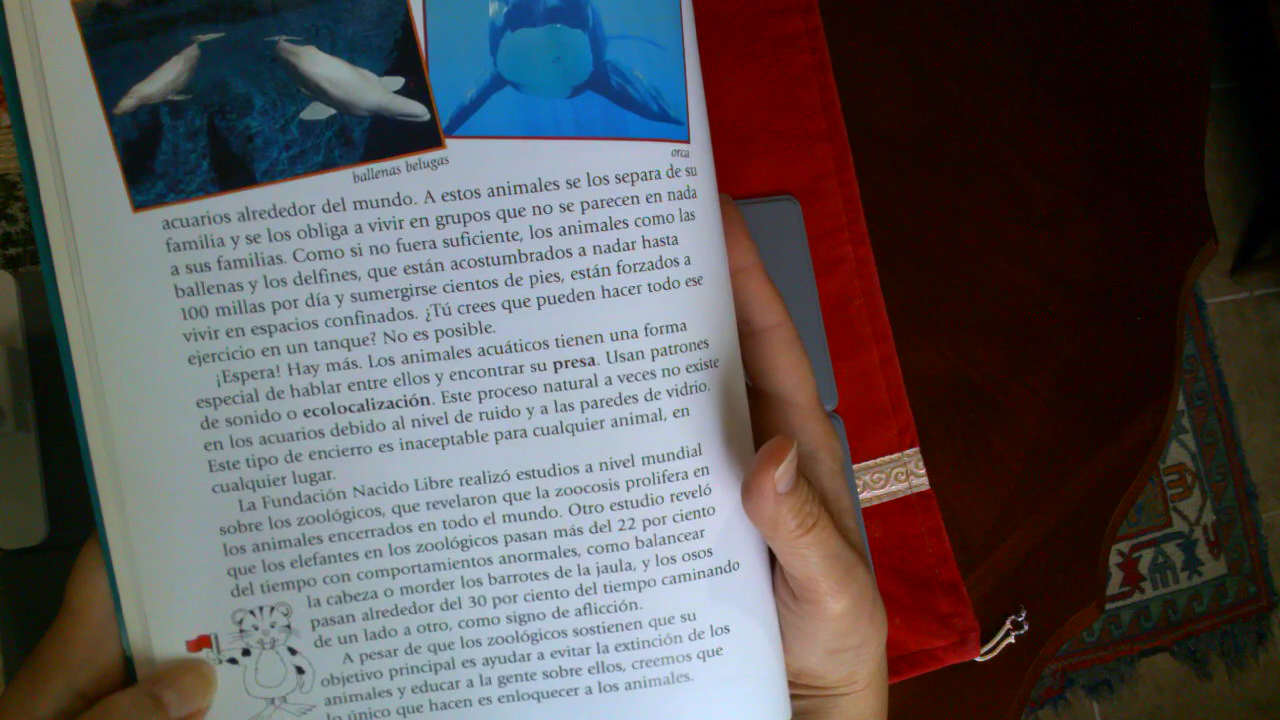 ballenas belugas
orca
acuarios alrededor del mundo. A estos animales se los separa de su
familia y se los obliga a vivir en grupos que no se parecen en nada
a sus familias. Como si no fuera suficiente, los animales como las
ballenas y los delfines, que están acostumbrados a nadar hasta
100 millas por día y sumergirse cientos de pies, están forzados a
vivir en espacios confinados. ¿Tú crees que pueden hacer todo ese
ejercicio en un tanque? No es posible.
¡Espera! Hay más. Los animales acuáticos tienen una forma
especial de hablar entre ellos y encontrar su presa. Usan patrones
de sonido o ecolocalización. Este proceso natural a veces no existe
en los acuarios debido al nivel de ruido y a las paredes de vidrio.
Este tipo de encierro es inaceptable para cualquier animal, en
cualquier lugar.
La Fundación Nacido Libre realizó estudios a nivel mundial
sobre los zoológicos, que revelaron que la zoocosis prolifera en
los animales encerrados en todo el mundo. Otro estudio reveló
que los elefantes en los zoológicos pasan más del 22 por ciento
del tiempo con comportamientos anormales, como balancear
la cabeza o morder los barrotes de la jaula, y los osos
pasan alrededor del 30 por ciento del tiempo caminando
de un lado a otro, como signo de aflicción.
A pesar de que los zoológicos sostienen que su
objetivo principal es ayudar a evitar la extinción de los
animales y educar a la gente sobre ellos, creemos que
lo único que hacen es enloquecer a los animales.